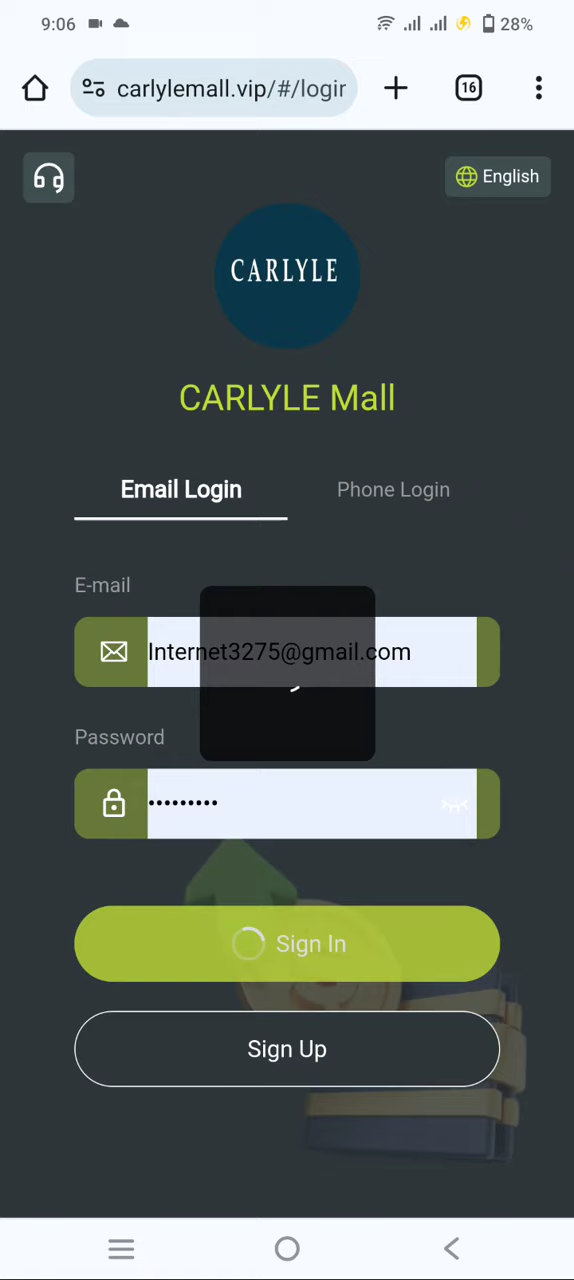 9:06
28%
carlylemall.vip/#/logir
16
English
CARLYLE
CARLYLE Mall
Email Login
Phone Login
E-mail
Internet3275@gmail.com
Password
•••••••••
Sign In
Sign Up